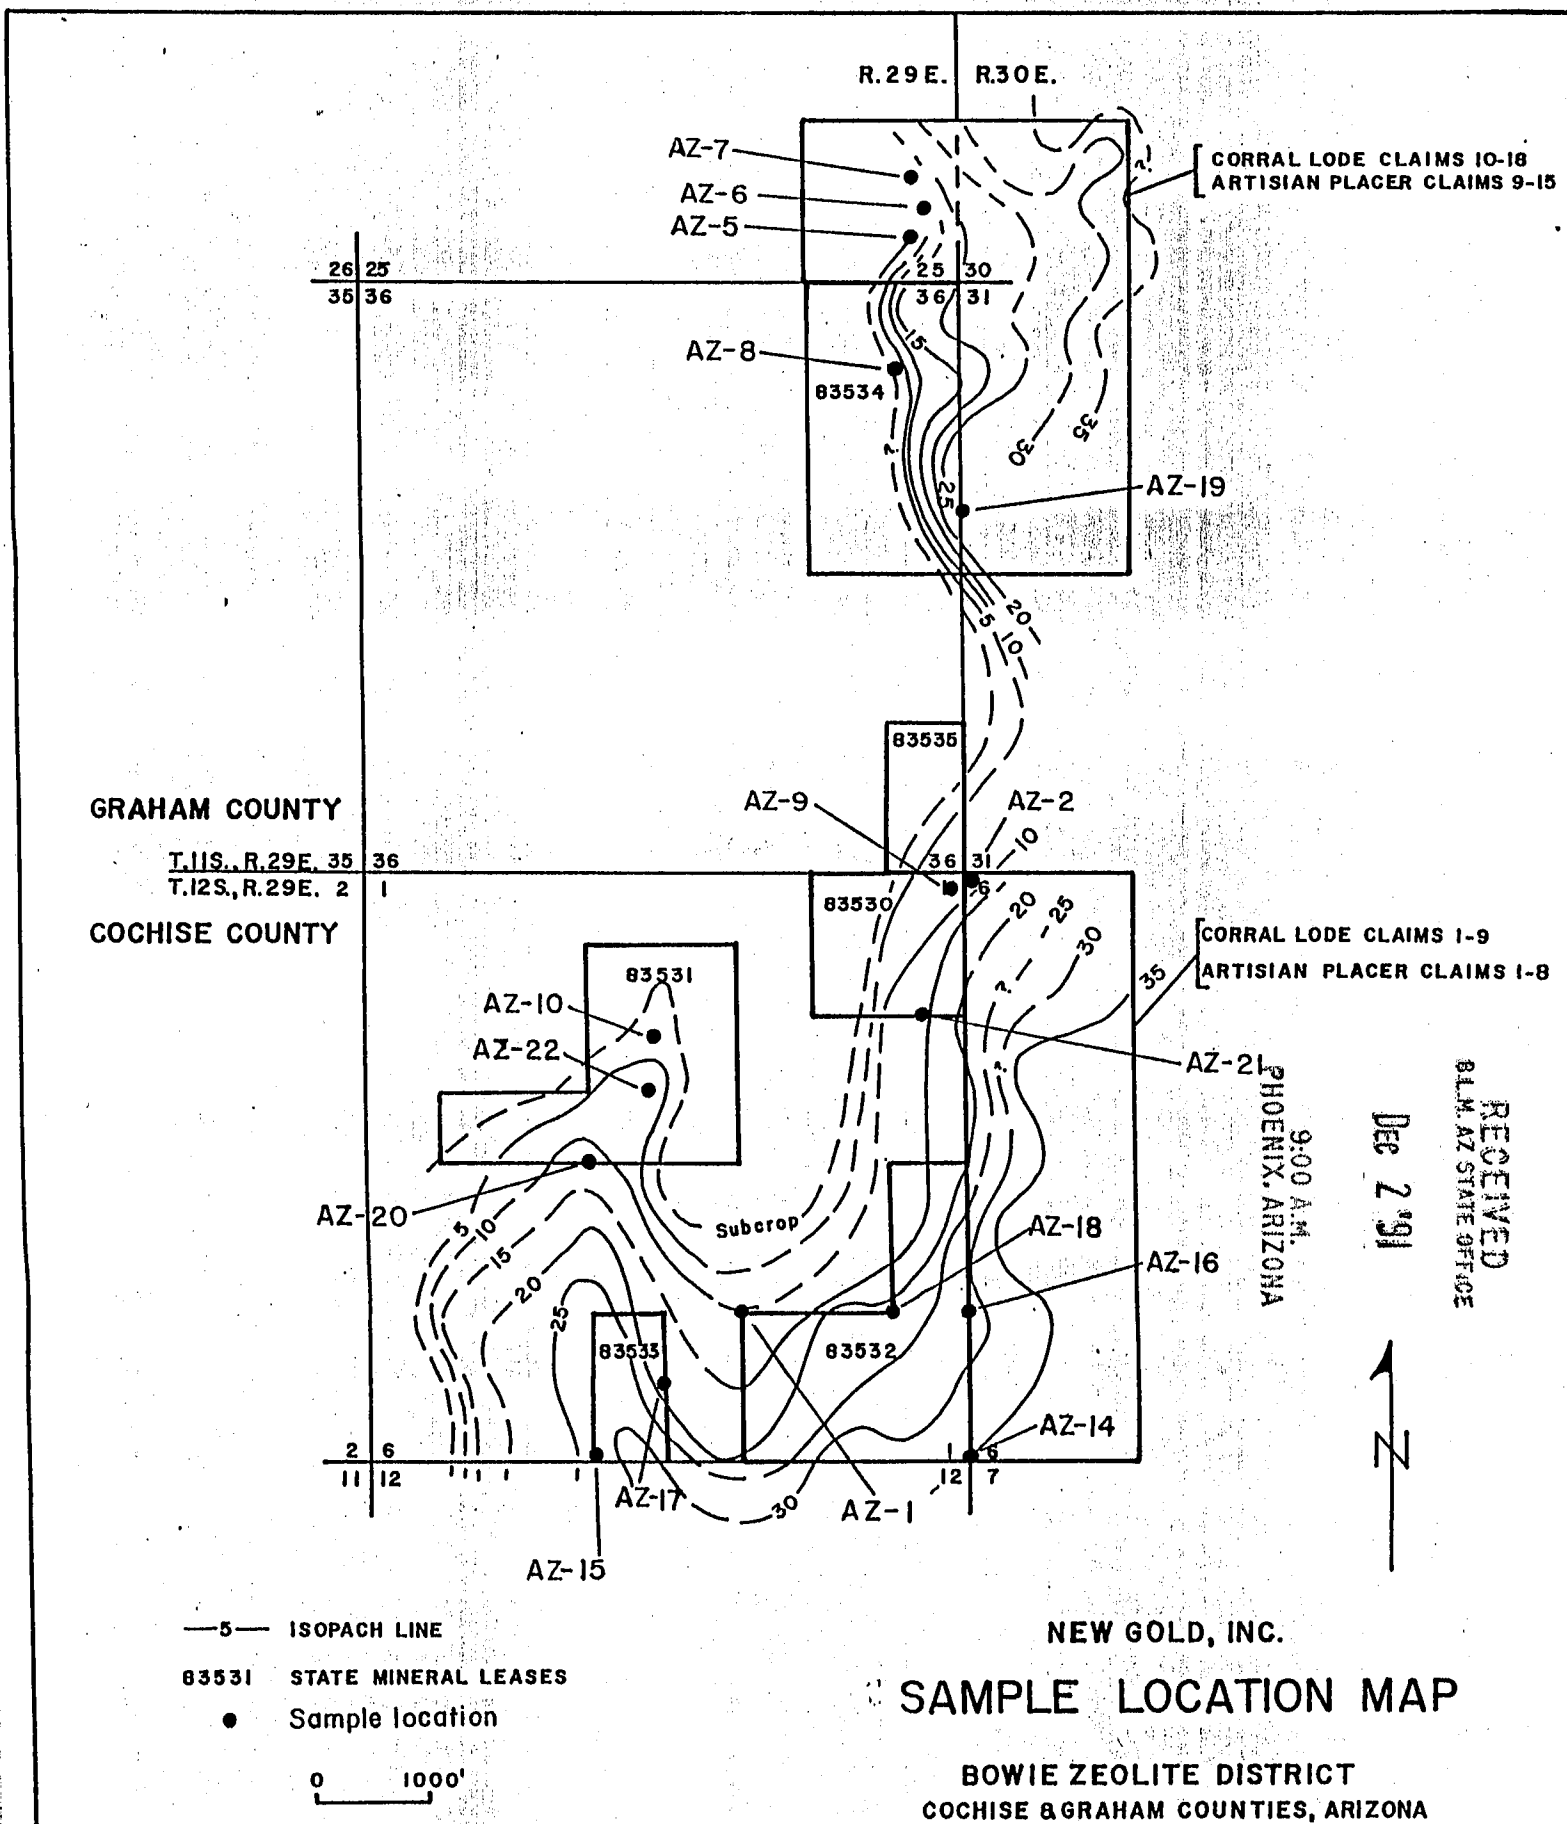 R.29E. R.30E.
AZ-7
CORRAL LODE CLAIMS 10-18
ARTISIAN PLACER CLAIMS 9-15
AZ-6
AZ-5
?
26 25
25 30
35 36
36 31
15
AZ-8
83534
35
30
?
25
AZ-19
20
5
10
83535
AZ-9
AZ-2
GRAHAM COUNTY
10
T.11S., R.29E. 35 36
36 31
T.12S., R.29E. 2 1
1 6
83530
20
25
COCHISE COUNTY
30
CORRAL LODE CLAIMS 1-9
ARTISIAN PLACER CLAIMS 1-8
83531
35
?
AZ-10
AZ-22
AZ-21
?
RECEIVED
B.L.M. AZ STATE OFFICE
DEC 2 '91
9:00 A.M.
PHOENIX, ARIZONA
AZ-20
5
10
Subcrop
AZ-18
15
AZ-16
20
25
83533
83532
N
AZ-14
2 6
1 6
11 12
12 7
AZ-17
30
AZ-1
AZ-15
—5— ISOPACH LINE
83531 STATE MINERAL LEASES
Sample location
0 1000'
NEW GOLD, INC.
SAMPLE LOCATION MAP
BOWIE ZEOLITE DISTRICT
COCHISE & GRAHAM COUNTIES, ARIZONA